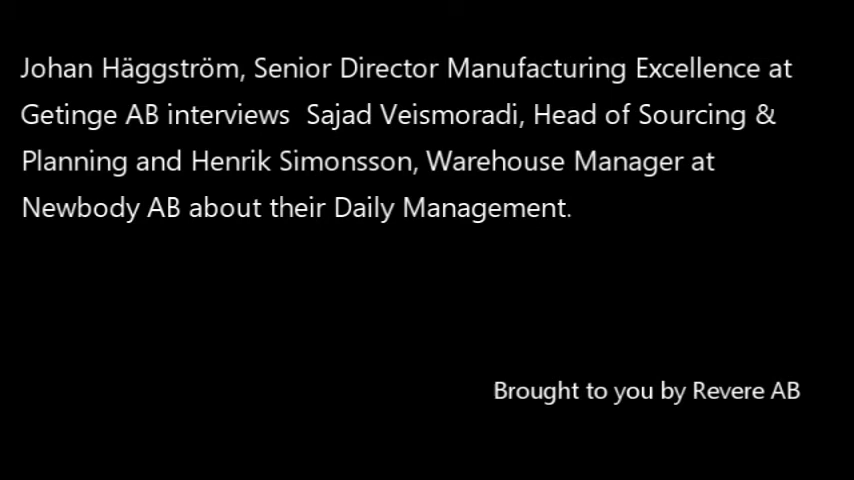 Johan Häggström, Senior Director Manufacturing Excellence at
Getinge AB interviews  Sajad Veismoradi, Head of Sourcing &
Planning and Henrik Simonsson, Warehouse Manager at
Newbody AB about their Daily Management.
Brought to you by Revere AB